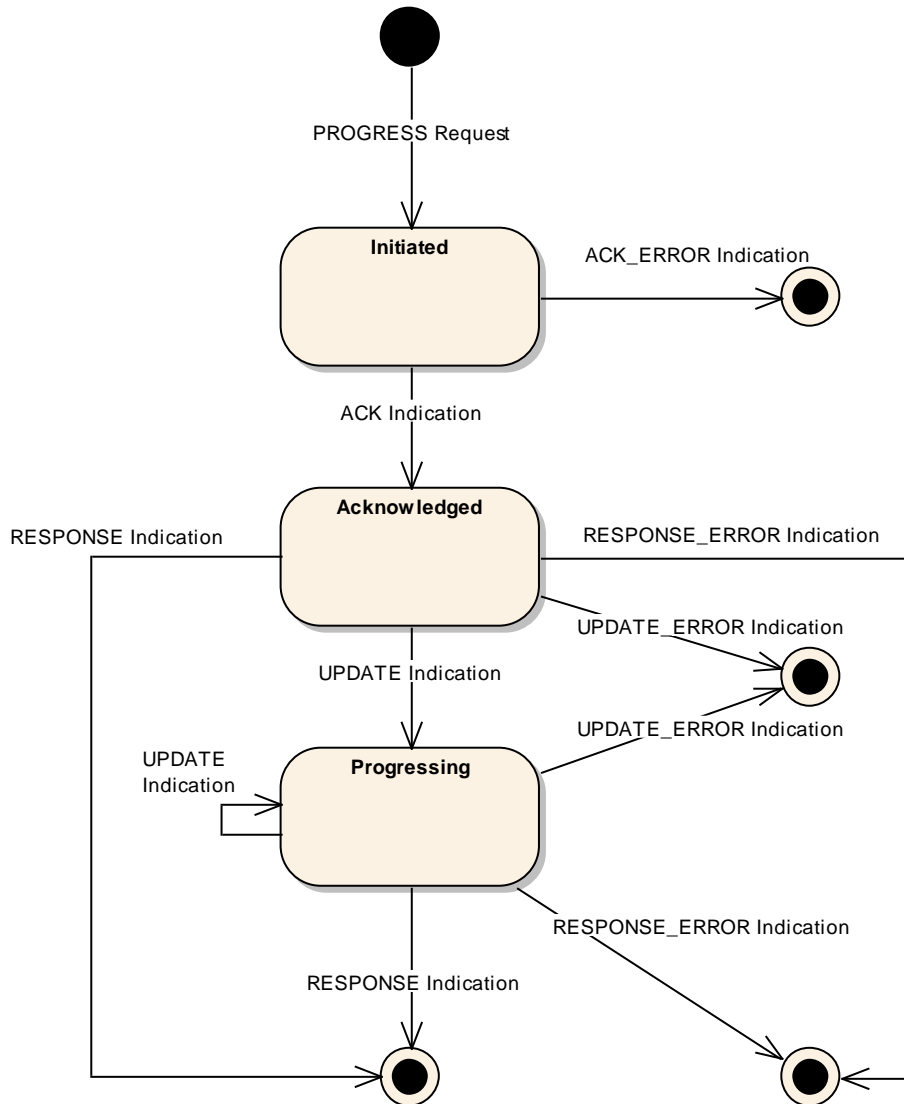 PROGRESS Request
Initiated
ACK_ERROR Indication
ACK Indication
Acknowledged
RESPONSE Indication
RESPONSE_ERROR Indication
UPDATE_ERROR Indication
UPDATE Indication
UPDATE_ERROR Indication
Progressing
UPDATE
Indication
RESPONSE_ERROR Indication
RESPONSE Indication